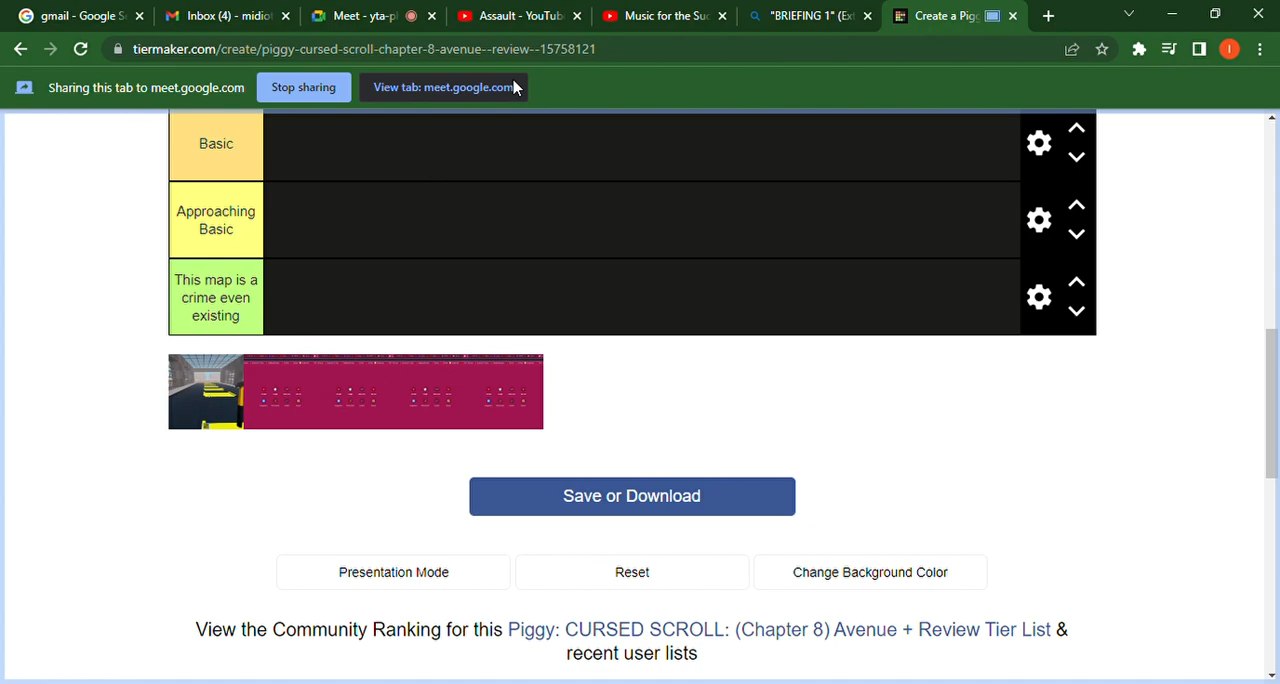 gmail - Google S
Inbox (4) - midiot
Meet - yta-p
Assault - YouTub
Music for the Suc
"BRIEFING 1" (Ext
Create a Pigg
tiermaker.com/create/piggy-cursed-scroll-chapter-8-avenue--review--15758121
I
Sharing this tab to meet.google.com
Stop sharing
View tab: meet.google.com
Basic
Approaching
Basic
This map is a
crime even
existing
Save or Download
Presentation Mode
Reset
Change Background Color
View the Community Ranking for this Piggy: CURSED SCROLL: (Chapter 8) Avenue + Review Tier List &
recent user lists